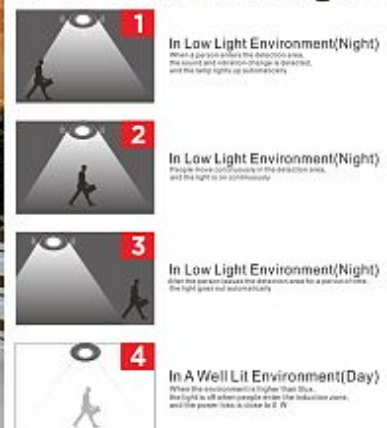 1
In Low Light Environment(Night)
When a person enters the detection area,
the sound and vibration change is detected,
and the lamp lights up automatically
2
In Low Light Environment(Night)
People move continuously in the detection area,
and the light is on continuously
3
In Low Light Environment(Night)
After the person leaves the detection area for a period of time,
the light goes out automatically
4
In A Well Lit Environment(Day)
When the environment is higher than
the light is off when people enter the induction zone,
and the power loss is close to 0 W